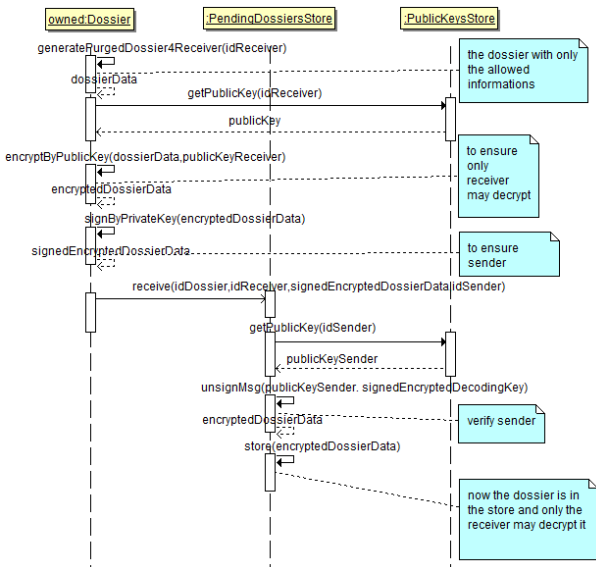 owned:Dossier
:PendingDossiersStore
:PublicKeysStore
generatePurgedDossier4Receiver(idReceiver)
dossierData
the dossier with only
the allowed
informations
getPublicKey(idReceiver)
publicKey
encryptByPublicKey(dossierData,publicKeyReceiver)
encryptedDossierData
to ensure
only
receiver
may decrypt
signByPrivateKey(encryptedDossierData)
signedEncryptedDossierData
to ensure
sender
receive(idDossier,idReceiver,signedEncryptedDossierData,idSender)
getPublicKey(idSender)
publicKeySender
unsignMsg(publicKeySender. signedEncryptedDecodingKey)
encryptedDossierData
verify sender
store(encryptedDossierData)
now the dossier is in
the store and only the
receiver may decrypt it